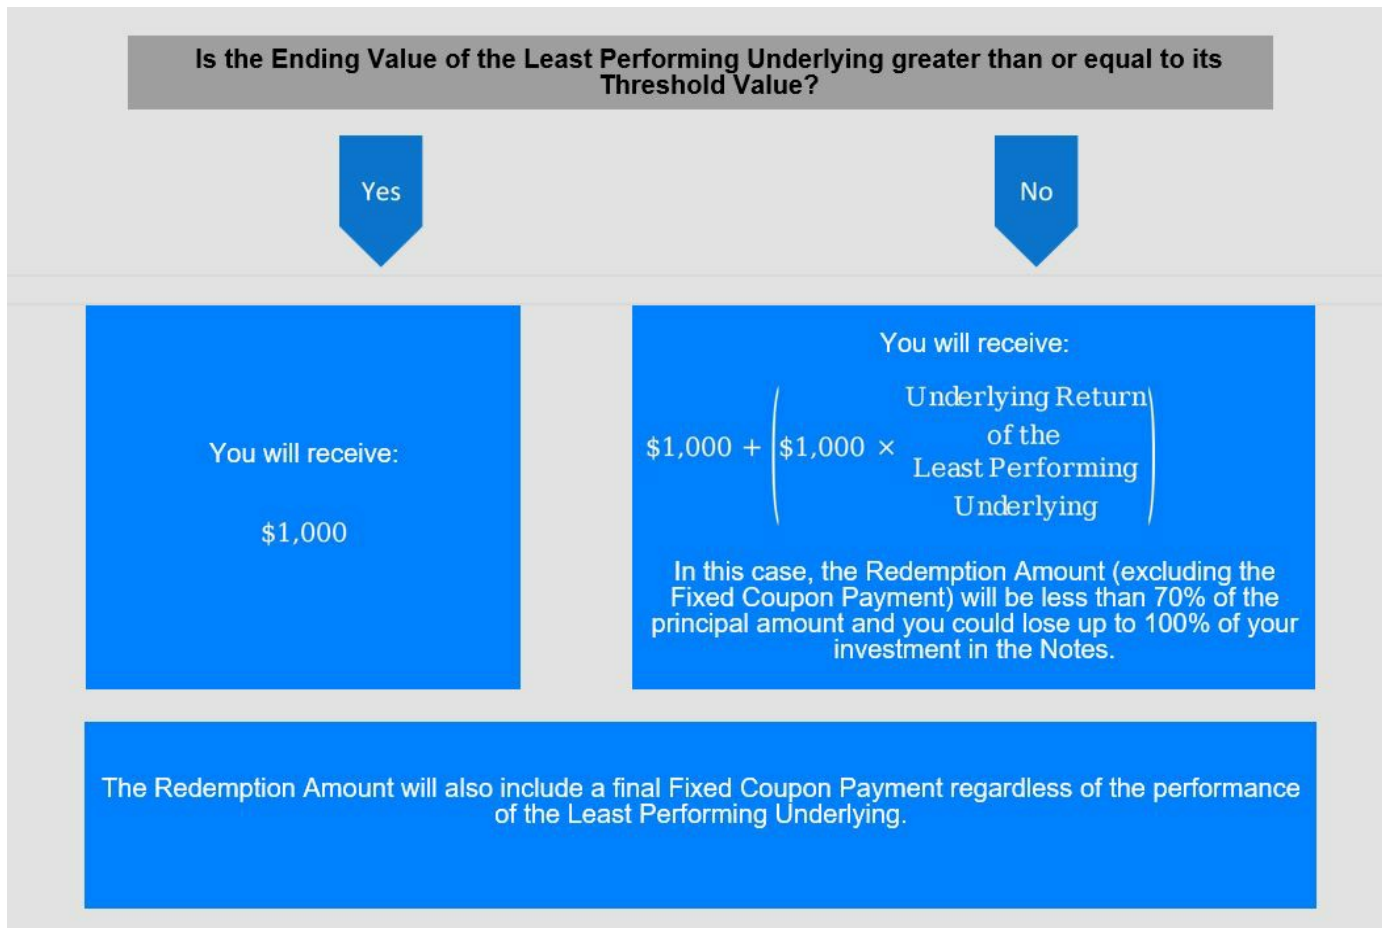 Is the Ending Value of the Least Performing Underlying greater than or equal to its
Threshold Value?
Yes
No
You will receive:
$1,000
You will receive:
$1,000 + ($1,000 × Underlying Return
of the
Least Performing
Underlying)
In this case, the Redemption Amount (excluding the
Fixed Coupon Payment) will be less than 70% of the
principal amount and you could lose up to 100% of your
investment in the Notes.
The Redemption Amount will also include a final Fixed Coupon Payment regardless of the performance
of the Least Performing Underlying.